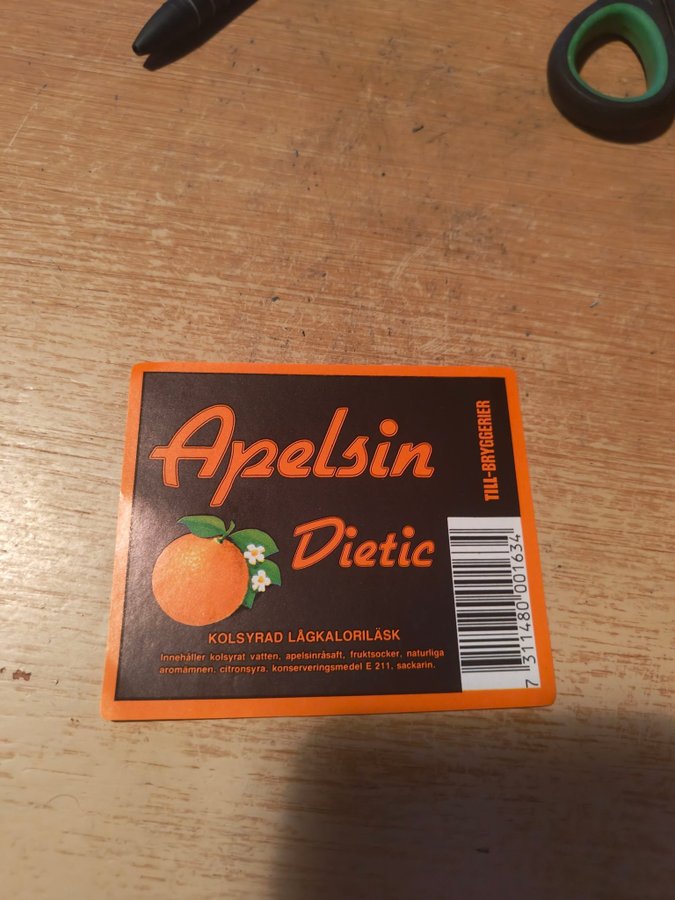 Apelsin
Dietic
KOLSYRAD LÅGKALORILÄSK
Innehåller kolsyrat vatten, apelsinråsaft, fruktsocker, naturliga
aromämnen, citronsyra, konserveringsmedel E 211, sackarin.
TILL-BRYGGERIER
7 311480 001634